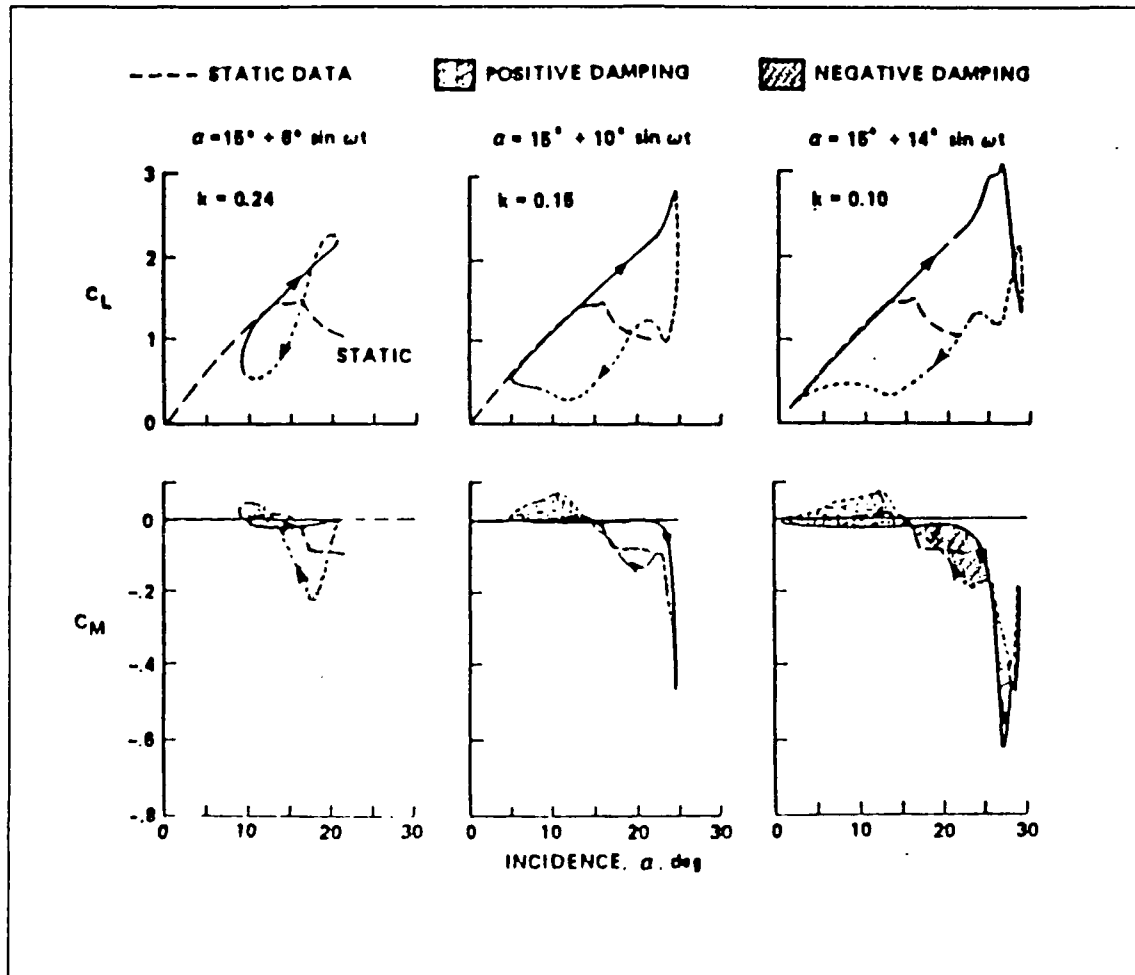 STATIC DATA POSITIVE DAMPING NEGATIVE DAMPING
α = 15° + 6° sin ωt α = 15° + 10° sin ωt α = 15° + 14° sin ωt
3
k = 0.24 k = 0.15 k = 0.10
2
CL
1
STATIC
0
0
-.2
CM
-.4
-.6
-.8
0 10 20 30 0 10 20 30 0 10 20 30
INCIDENCE, α, deg